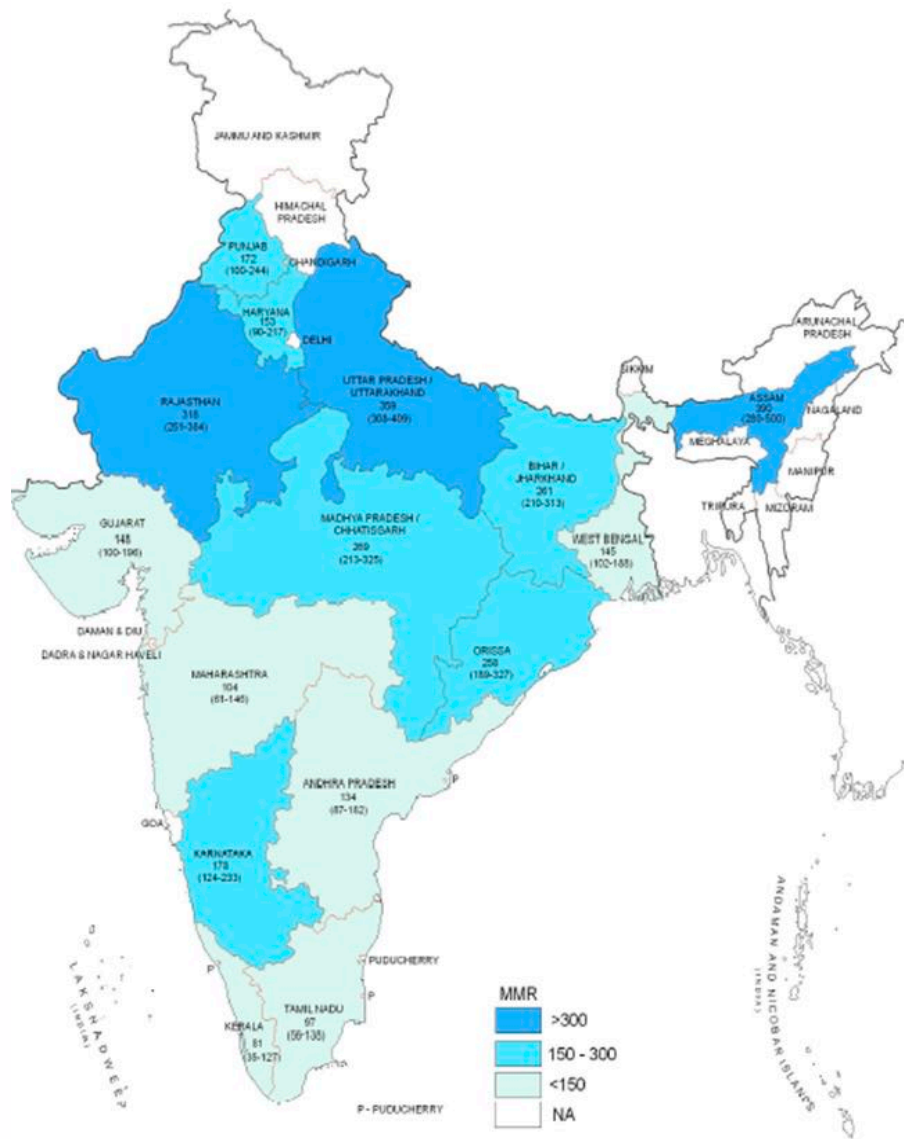 JAMMU AND KASHMIR
HIMACHAL
PRADESH
PUNJAB
172
(100-244)
CHANDIGARH
HARYANA
153
(90-217)
DELHI
ARUNACHAL
PRADESH
SIKKIM
UTTAR PRADESH /
UTTARAKHAND
359
(308-409)
RAJASTHAN
318
(251-384)
ASSAM
390
(280-500)
NAGALAND
MEGHALAYA
MANIPUR
BIHAR /
JHARKHAND
261
(210-313)
TRIPURA
MIZORAM
GUJARAT
148
(100-196)
MADHYA PRADESH /
CHHATISGARH
269
(213-325)
WEST BENGAL
145
(102-188)
DAMAN & DIU
DADRA & NAGAR HAVELI
ORISSA
258
(189-327)
MAHARASHTRA
104
(61-146)
ANDHRA PRADESH
134
(87-182)
P
GOA
KARNATAKA
178
(124-233)
LAKSHADWEEP
(INDIA)
ANDAMAN AND NICOBAN ISLANDS
(INDIA)
P
PUDUCHERRY
P
TAMIL NADU
97
(56-138)
KERALA
81
(35-127)
P - PUDUCHERRY
MMR
>300
150 - 300
<150
NA